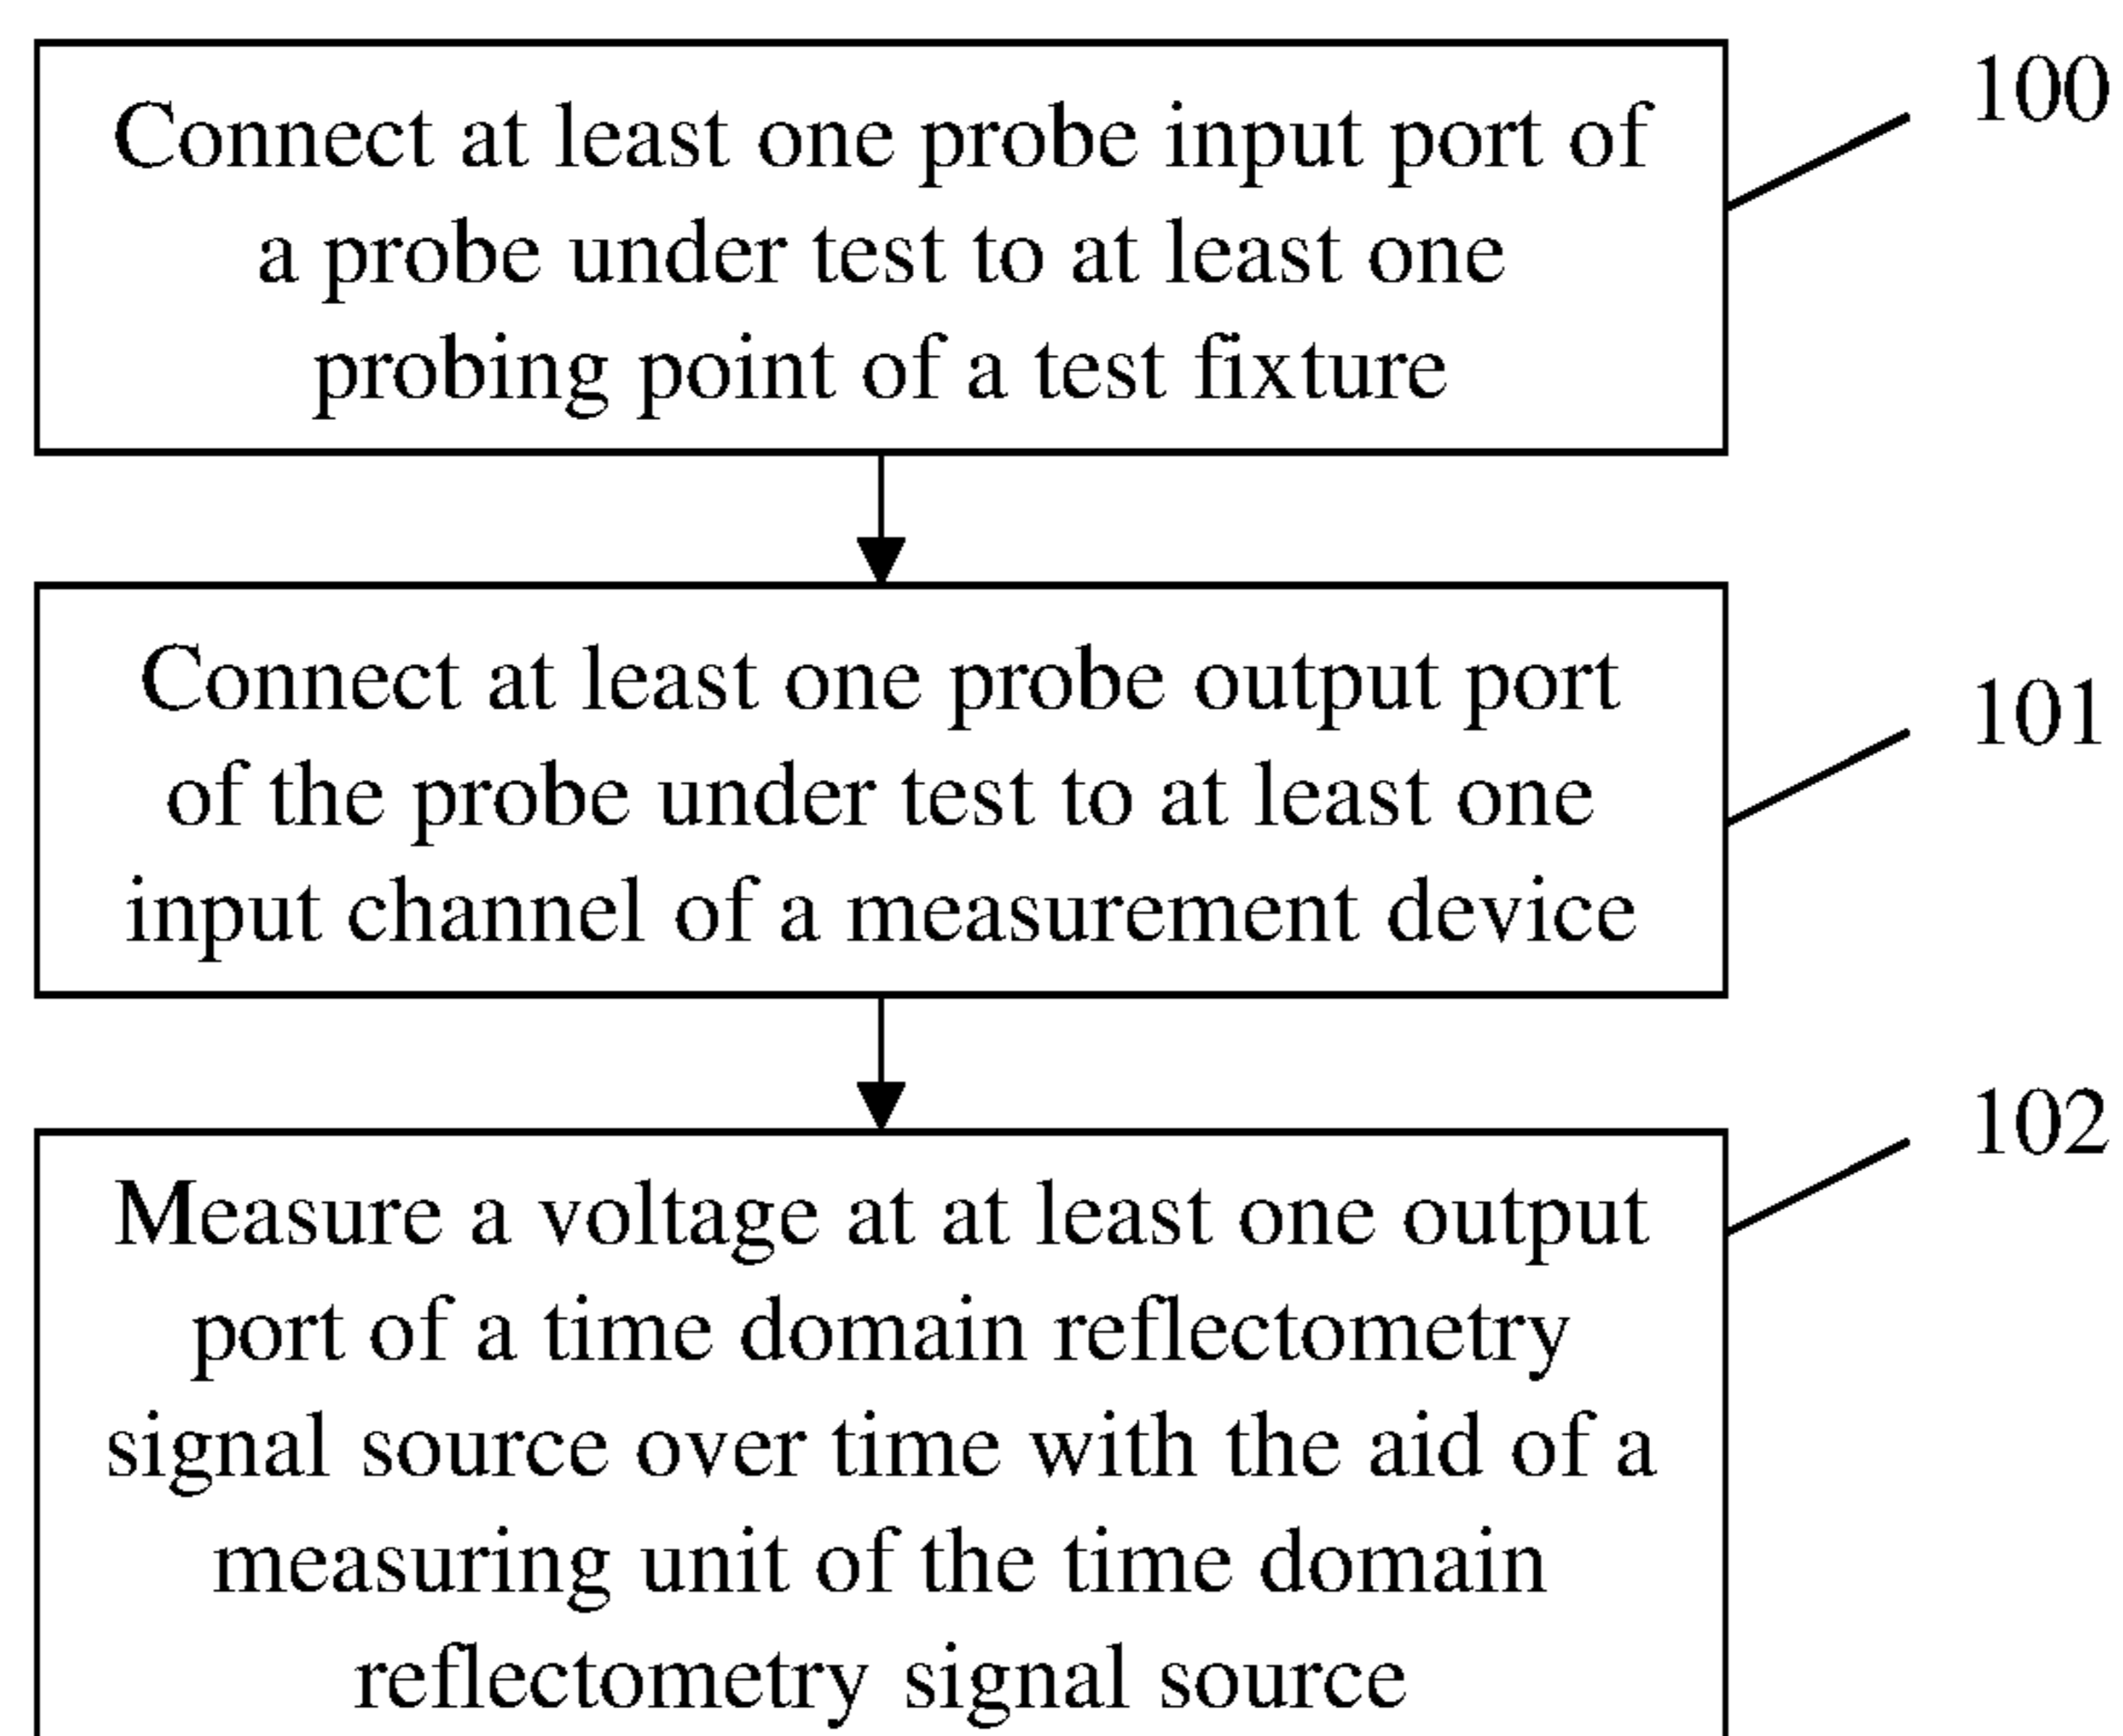 Connect at least one probe input port of
a probe under test to at least one
probing point of a test fixture
100
Connect at least one probe output port
of the probe under test to at least one
input channel of a measurement device
101
Measure a voltage at at least one output
port of a time domain reflectometry
signal source over time with the aid of a
measuring unit of the time domain
reflectometry signal source
102